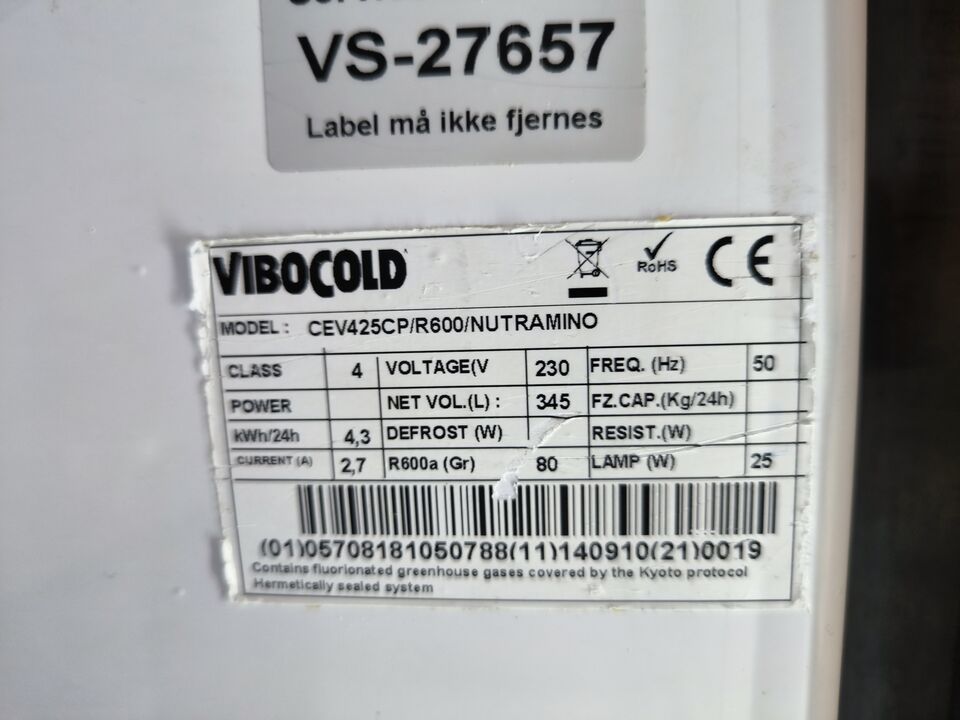 VS-27657
Label må ikke fjernes
VIBOCOLD
RoHS CE
MODEL : CEV425CP/R600/NUTRAMINO
CLASS 4 VOLTAGE(V 230 FREQ. (Hz) 50
POWER NET VOL.(L) : 345 FZ.CAP.(Kg/24h)
kWh/24h 4,3 DEFROST (W) RESIST.(W)
CURRENT (A) 2,7 R600a (Gr) 80 LAMP (W) 25
(01)05708181050788(11)140910(21)0019
Contains fluorionated greenhouse gases covered by the Kyoto protocol
Hermetically sealed system